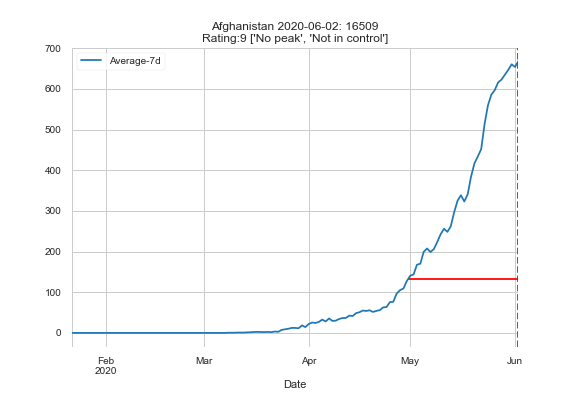 Afghanistan 2020-06-02: 16509
Rating:9 ['No peak', 'Not in control']
Average-7d
700
600
500
400
300
200
100
0
Feb Mar Apr May Jun
2020
Date